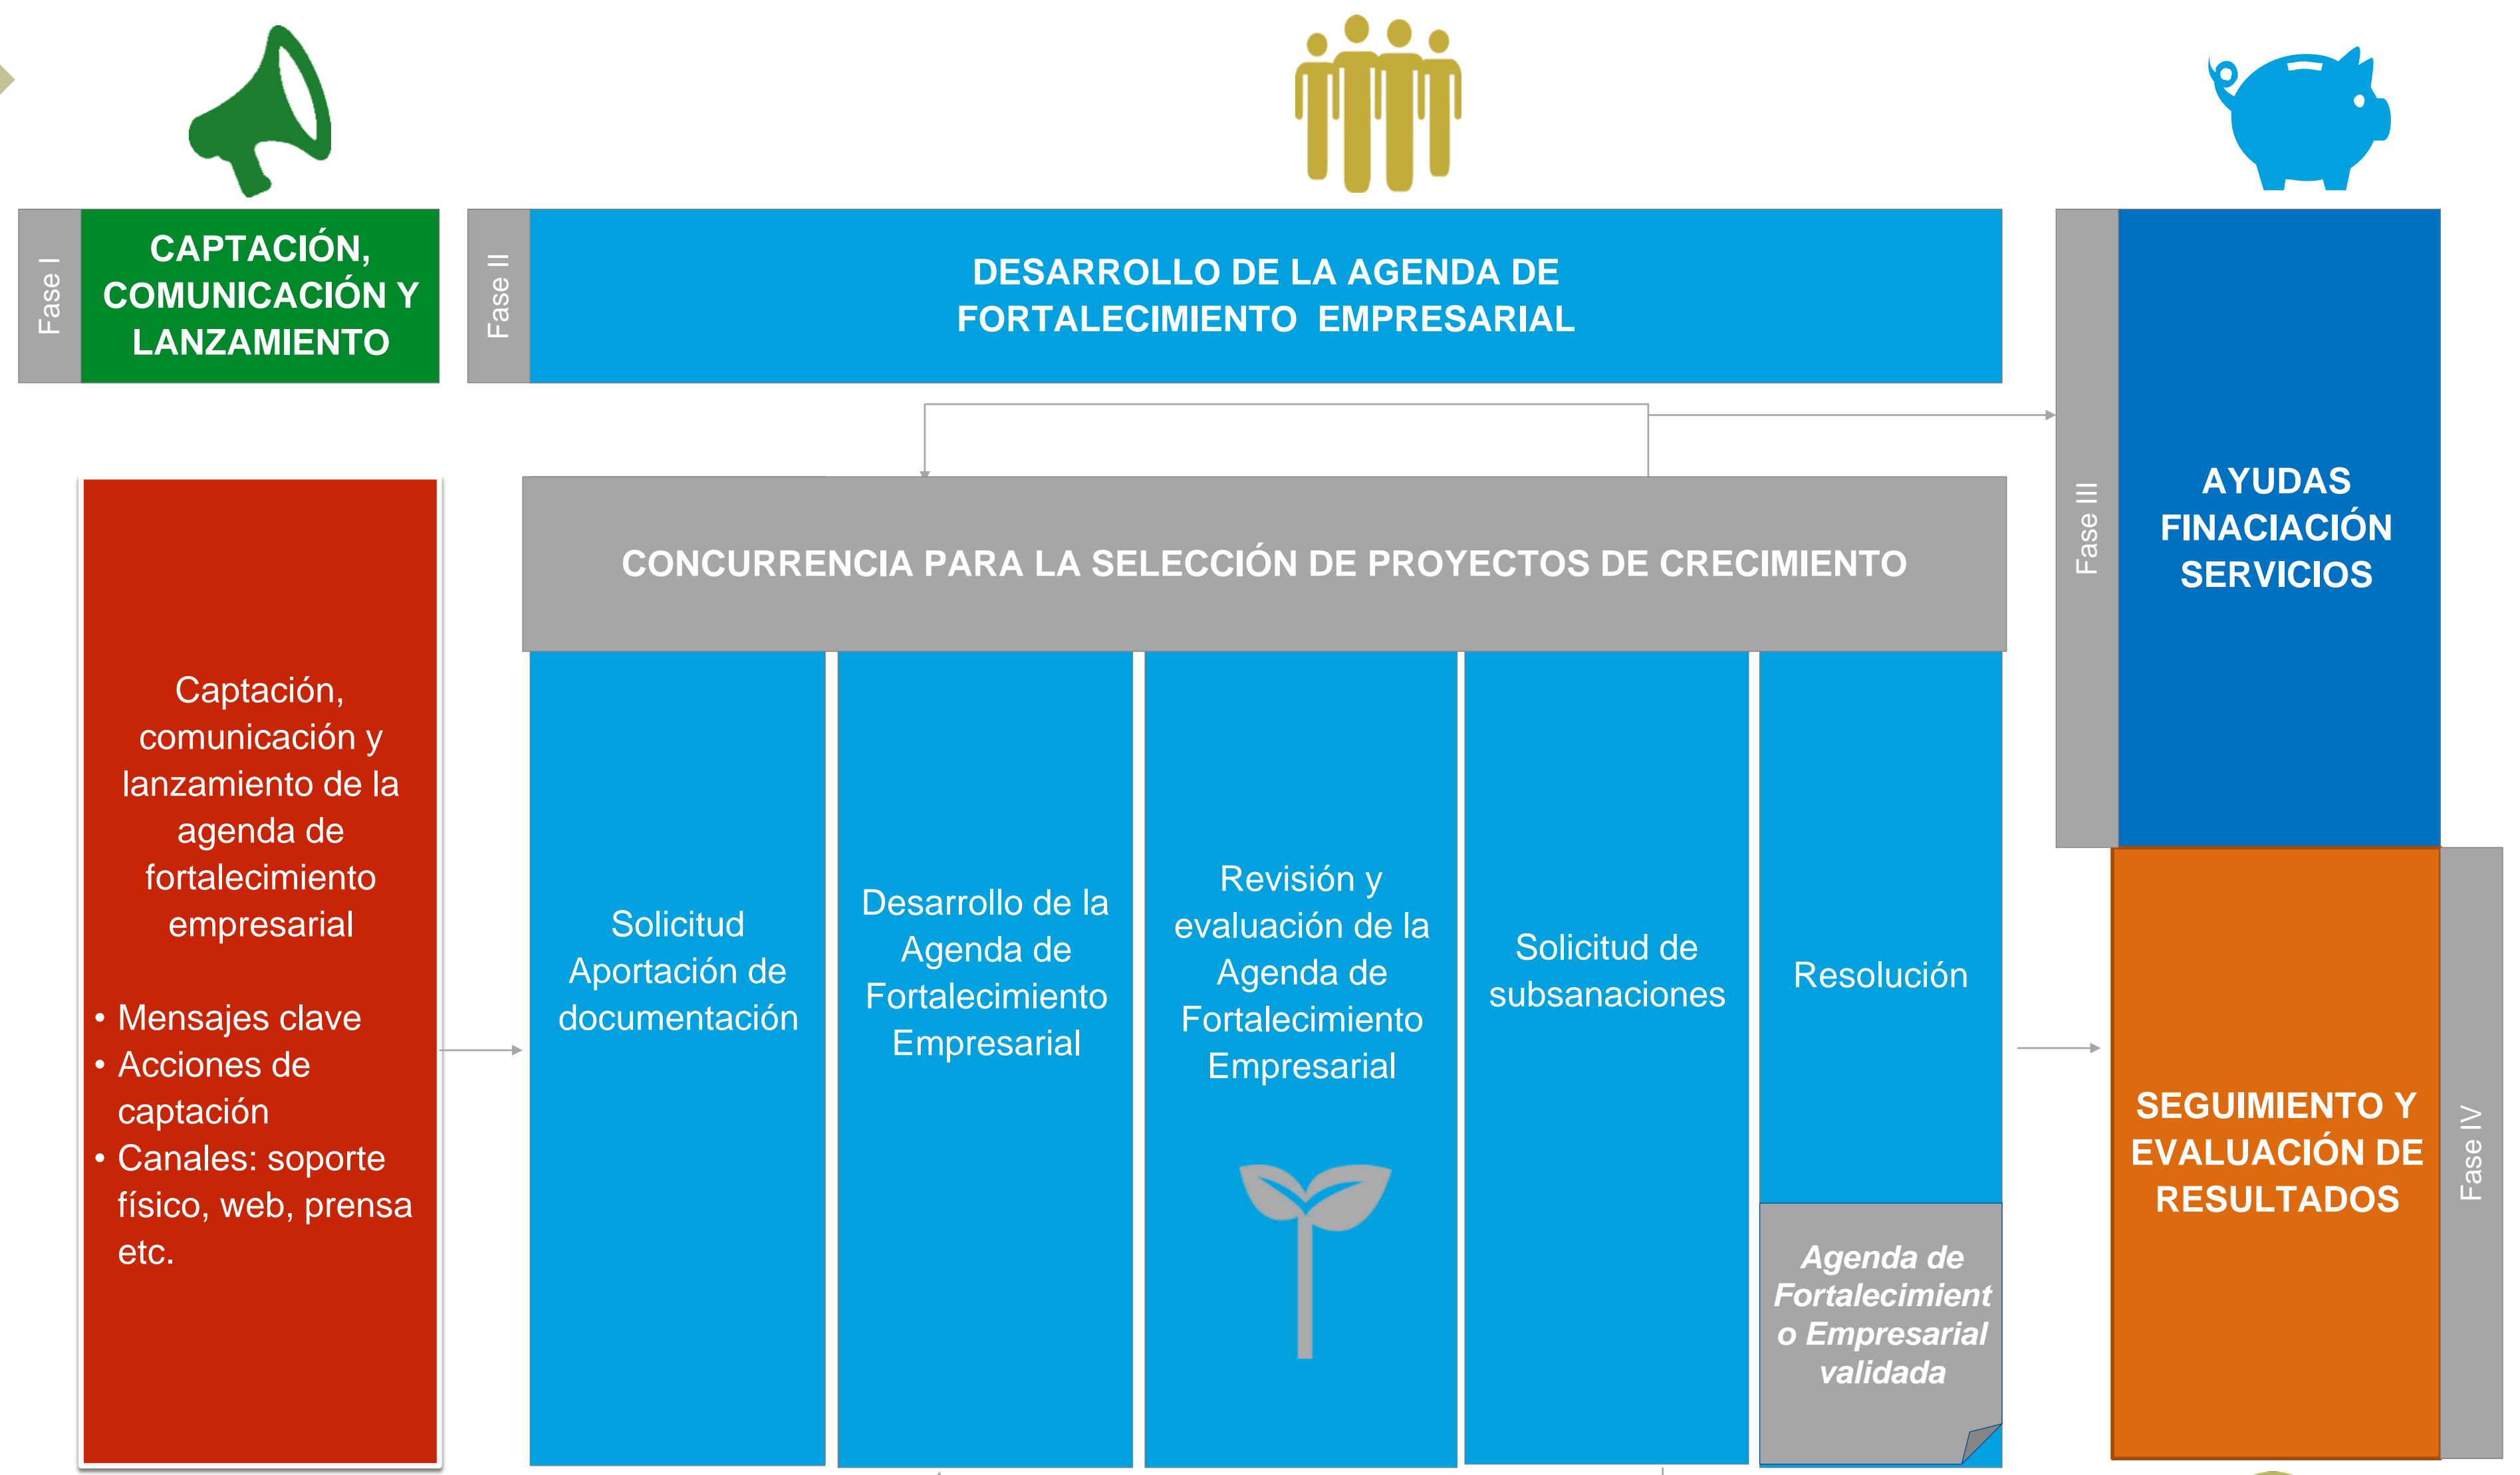 Fase I
CAPTACIÓN,
COMUNICACIÓN Y
LANZAMIENTO
Fase II
DESARROLLO DE LA AGENDA DE
FORTALECIMIENTO EMPRESARIAL
Fase III
AYUDAS
FINACIACIÓN
SERVICIOS
CONCURRENCIA PARA LA SELECCIÓN DE PROYECTOS DE CRECIMIENTO
Captación,
comunicación y
lanzamiento de la
agenda de
fortalecimiento
empresarial
• Mensajes clave
• Acciones de
captación
• Canales: soporte
físico, web, prensa
etc.
Solicitud
Aportación de
documentación
Desarrollo de la
Agenda de
Fortalecimiento
Empresarial
Revisión y
evaluación de la
Agenda de
Fortalecimiento
Empresarial
Solicitud de
subsanaciones
Resolución
Agenda de
Fortalecimient
o Empresarial
validada
SEGUIMIENTO Y
EVALUACIÓN DE
RESULTADOS
Fase IV